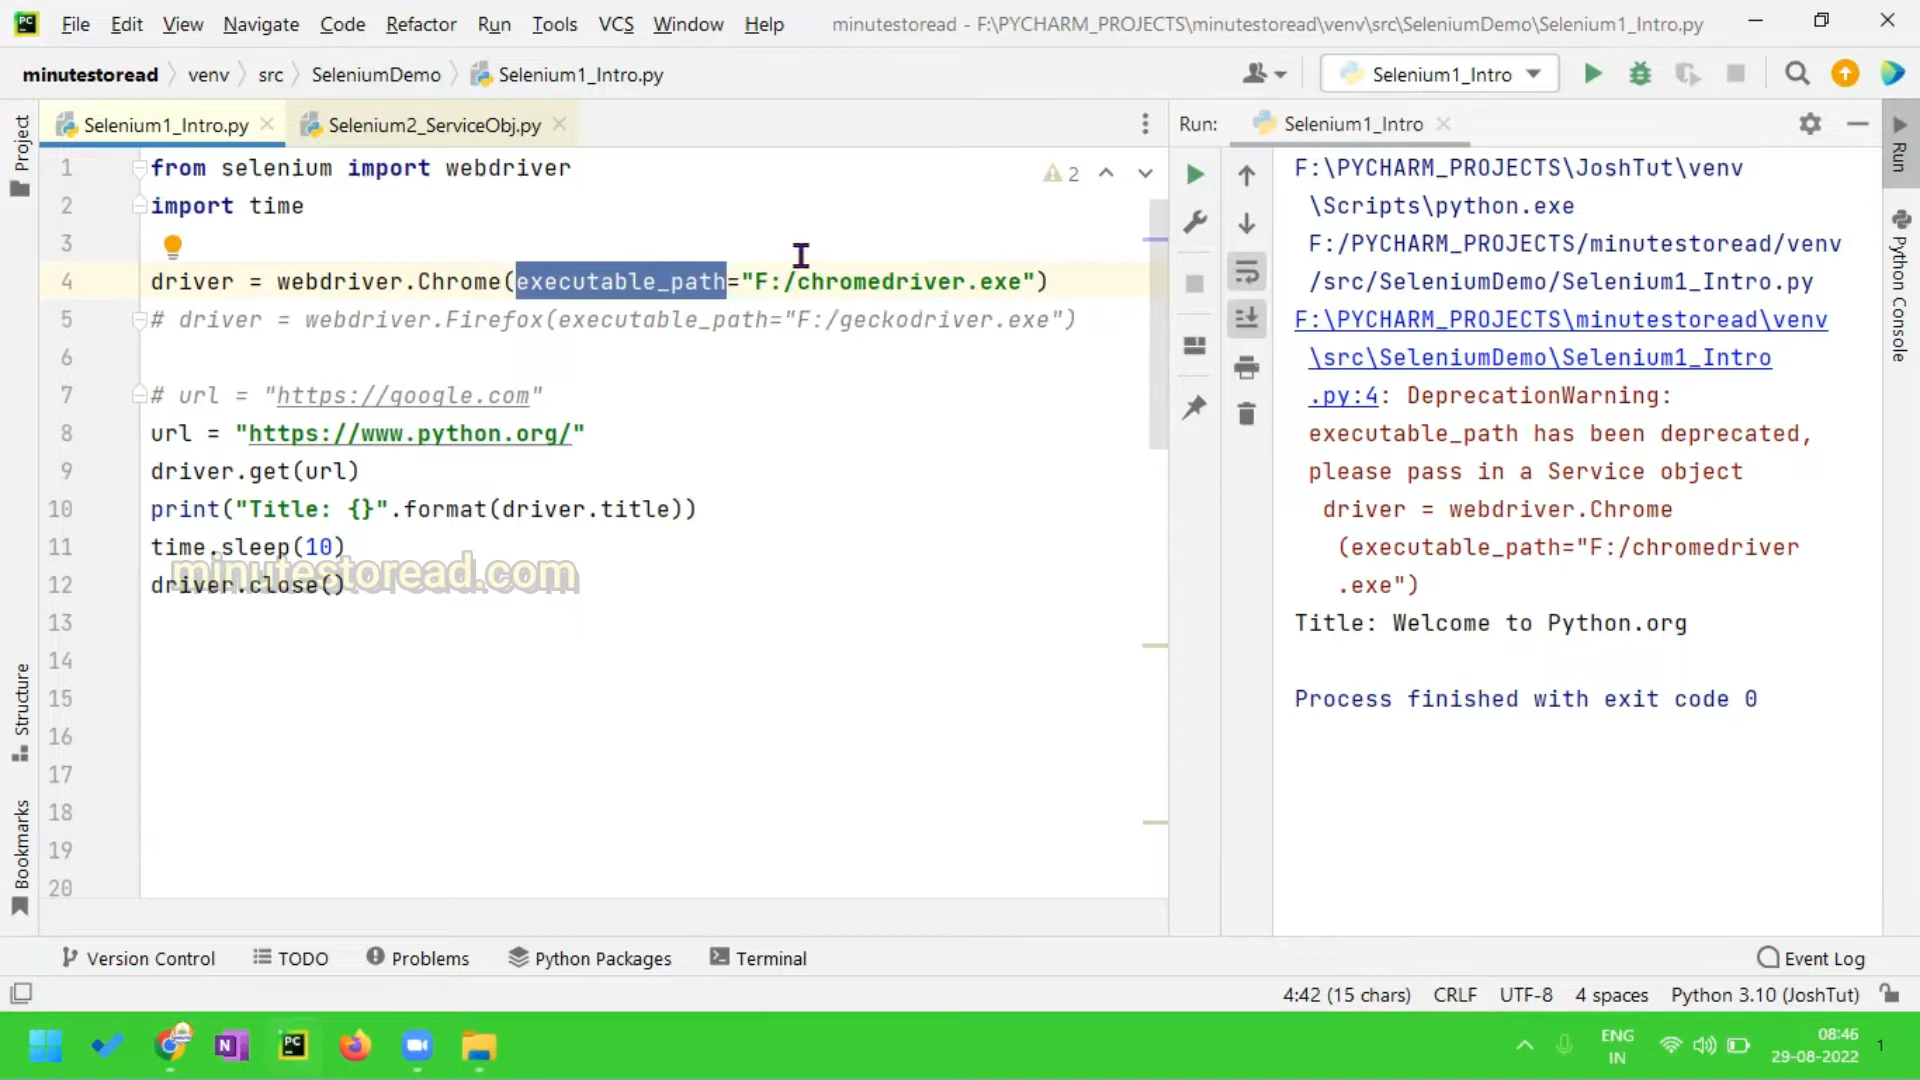 File Edit View Navigate Code Refactor Run Tools VCS Window Help minutestoread - F:\PYCHARM_PROJECTS\minutestoread\venv\src\SeleniumDemo\Selenium1_Intro.py
minutestoread venv src SeleniumDemo Selenium1_Intro.py Selenium1_Intro
Selenium1_Intro.py Selenium2_ServiceObj.py
Run: Selenium1_Intro
Project
Structure
Bookmarks
1 from selenium import webdriver
2 import time
3
4 driver = webdriver.Chrome(executable_path="F:/chromedriver.exe")
5 # driver = webdriver.Firefox(executable_path="F:/geckodriver.exe")
6
7 # url = "https://google.com"
8 url = "https://www.python.org/"
9 driver.get(url)
10 print("Title: {}".format(driver.title))
11 time.sleep(10)
12 driver.close()
13
14
15
16
17
18
19
20
2
minutestoread.com
F:\PYCHARM_PROJECTS\JoshTut\venv
\Scripts\python.exe
F:/PYCHARM_PROJECTS/minutestoread/venv
/src/SeleniumDemo/Selenium1_Intro.py
F:\PYCHARM_PROJECTS\minutestoread\venv
\src\SeleniumDemo\Selenium1_Intro
.py:4: DeprecationWarning:
executable_path has been deprecated,
please pass in a Service object
driver = webdriver.Chrome
(executable_path="F:/chromedriver
.exe")
Title: Welcome to Python.org
Process finished with exit code 0
Run
Python Console
Version Control TODO Problems Python Packages Terminal Event Log
4:42 (15 chars) CRLF UTF-8 4 spaces Python 3.10 (JoshTut)
PC
N
PC
ENG
IN
08:46
29-08-2022
1